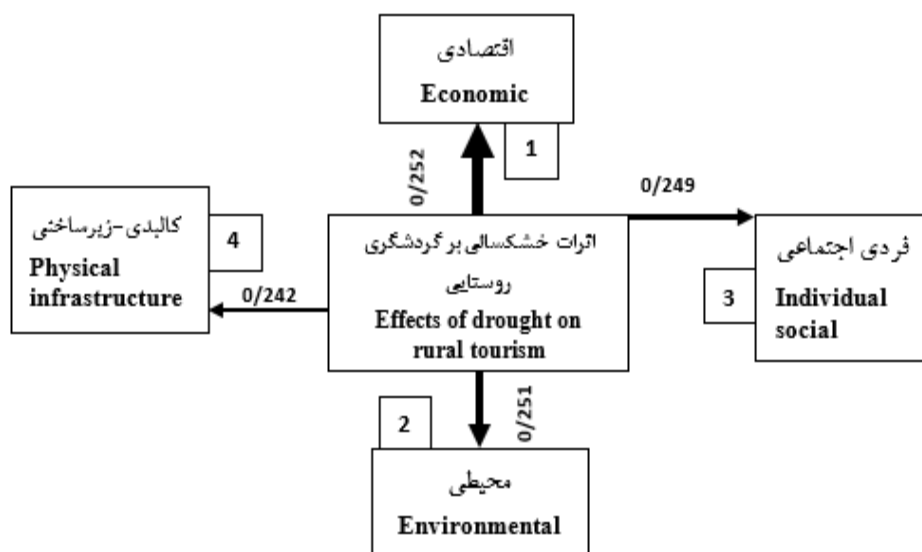 اقتصادی
Economic
1
0/252
0/249
کالبدی-زیرساختی
Physical
infrastructure
4
0/242
اثرات خشکسالی بر گردشگری
روستایی
Effects of drought on
rural tourism
فردی اجتماعی
Individual
social
3
2
0/251
محیطی
Environmental